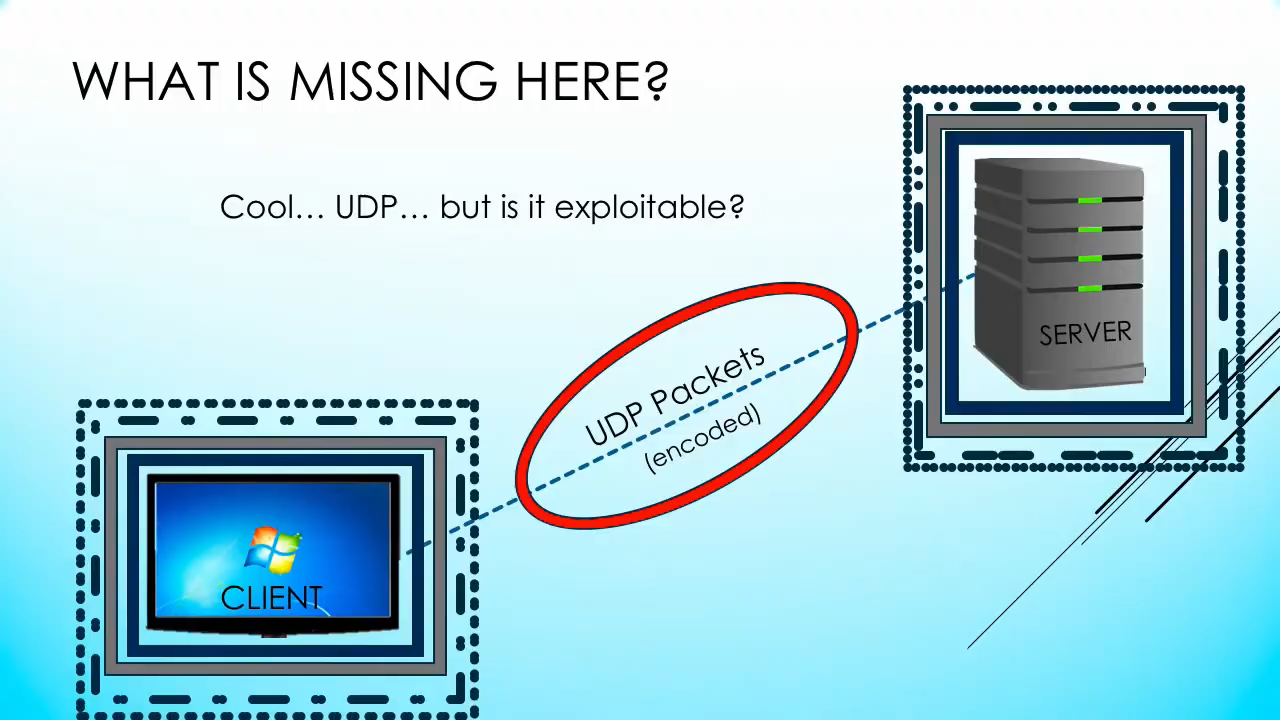 WHAT IS MISSING HERE?
Cool... UDP... but is it exploitable?
SERVER
UDP Packets
(encoded)
CLIENT